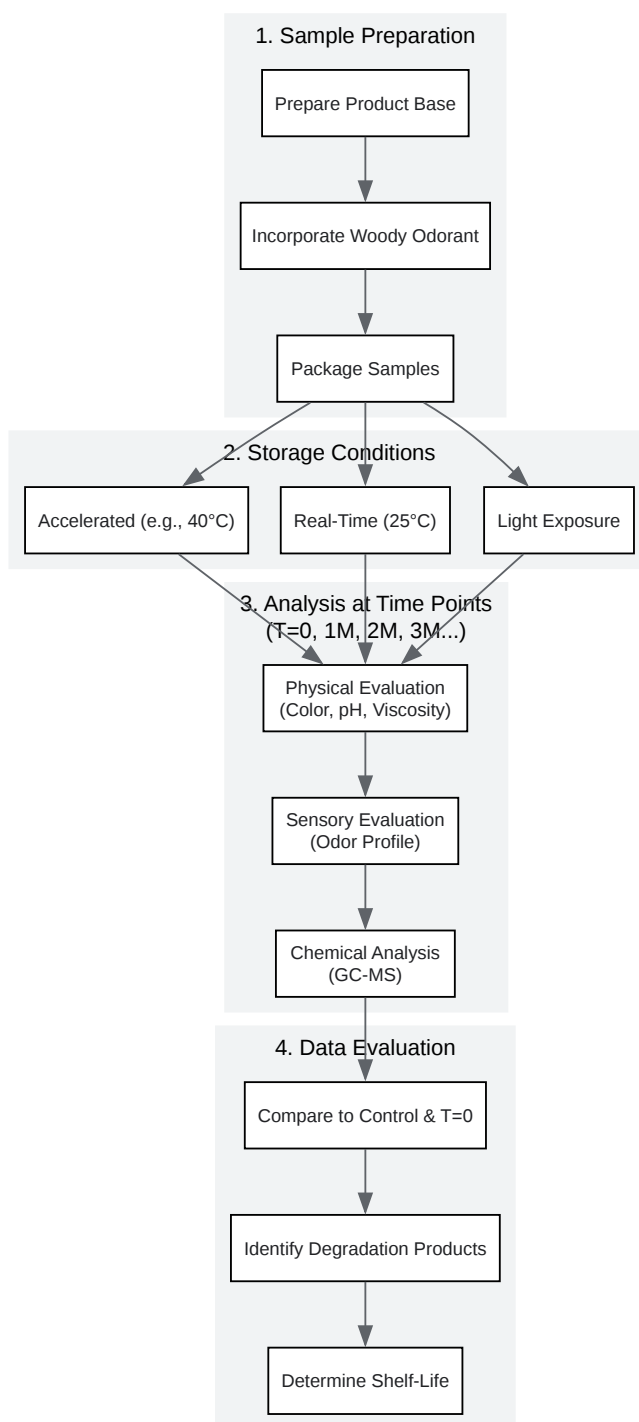 1. Sample Preparation
Prepare Product Base
Incorporate Woody Odorant
Package Samples
2. Storage Conditions
Accelerated (e.g., 40°C)
Real-Time (25°C)
Light Exposure
3. Analysis at Time Points
(T=0, 1M, 2M, 3M...)
Physical Evaluation
(Color, pH, Viscosity)
Sensory Evaluation
(Odor Profile)
Chemical Analysis
(GC-MS)
4. Data Evaluation
Compare to Control & T=0
Identify Degradation Products
Determine Shelf-Life